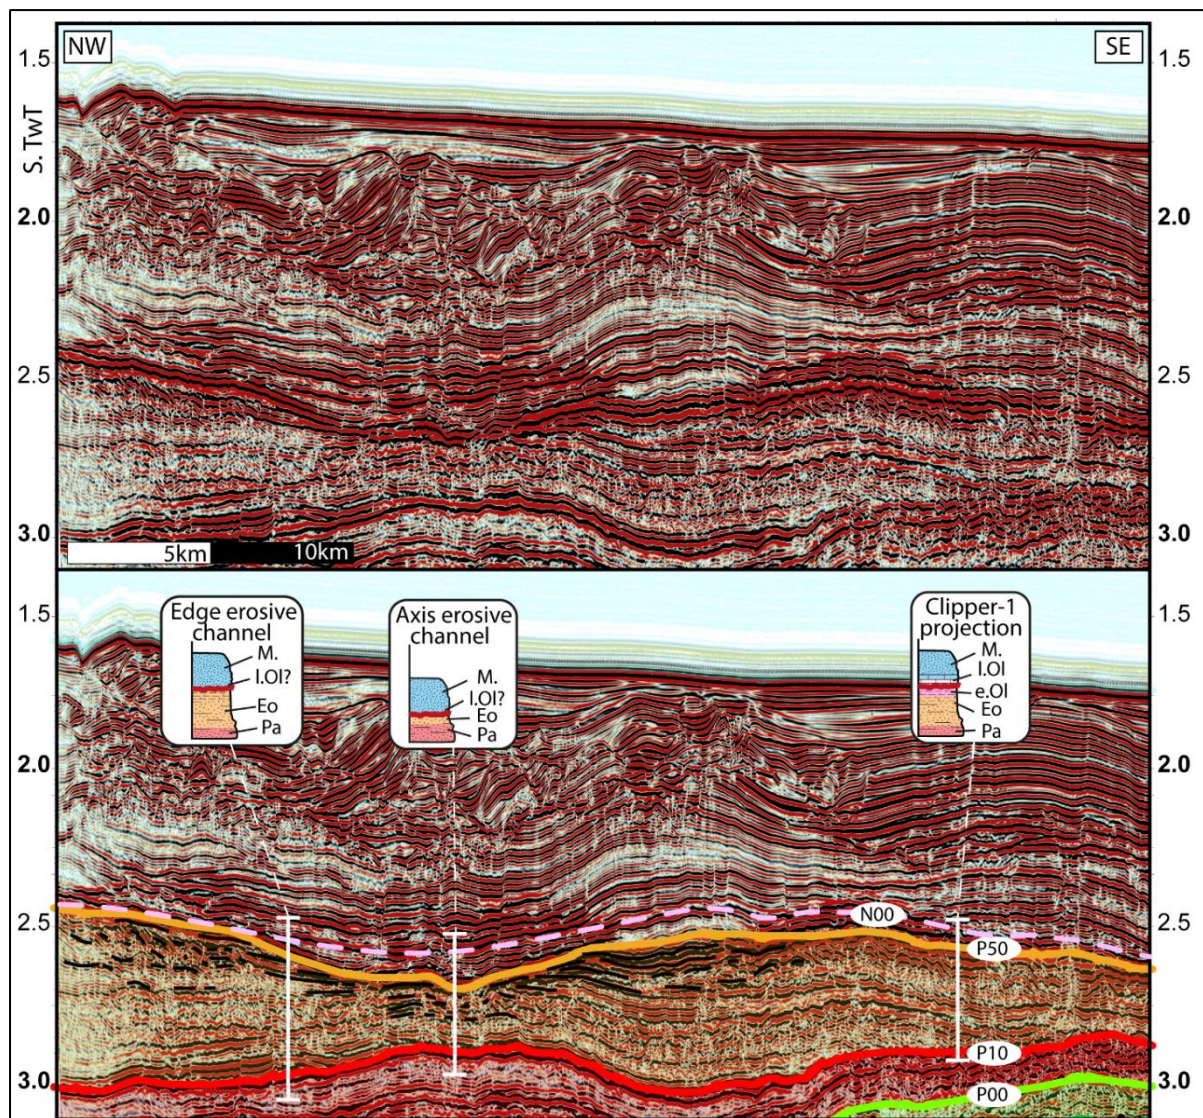 NW
SE
S. TwT
1.5
1.5
2.0
2.0
2.5
2.5
3.0
3.0
5km
10km
1.5
1.5
2.0
2.0
2.5
2.5
3.0
3.0
Edge erosive
channel
M.
l.Ol?
Eo
Pa
Axis erosive
channel
M.
l.Ol?
Eo
Pa
Clipper-1
projection
M.
l.Ol
e.Ol
Eo
Pa
N00
P50
P10
P00